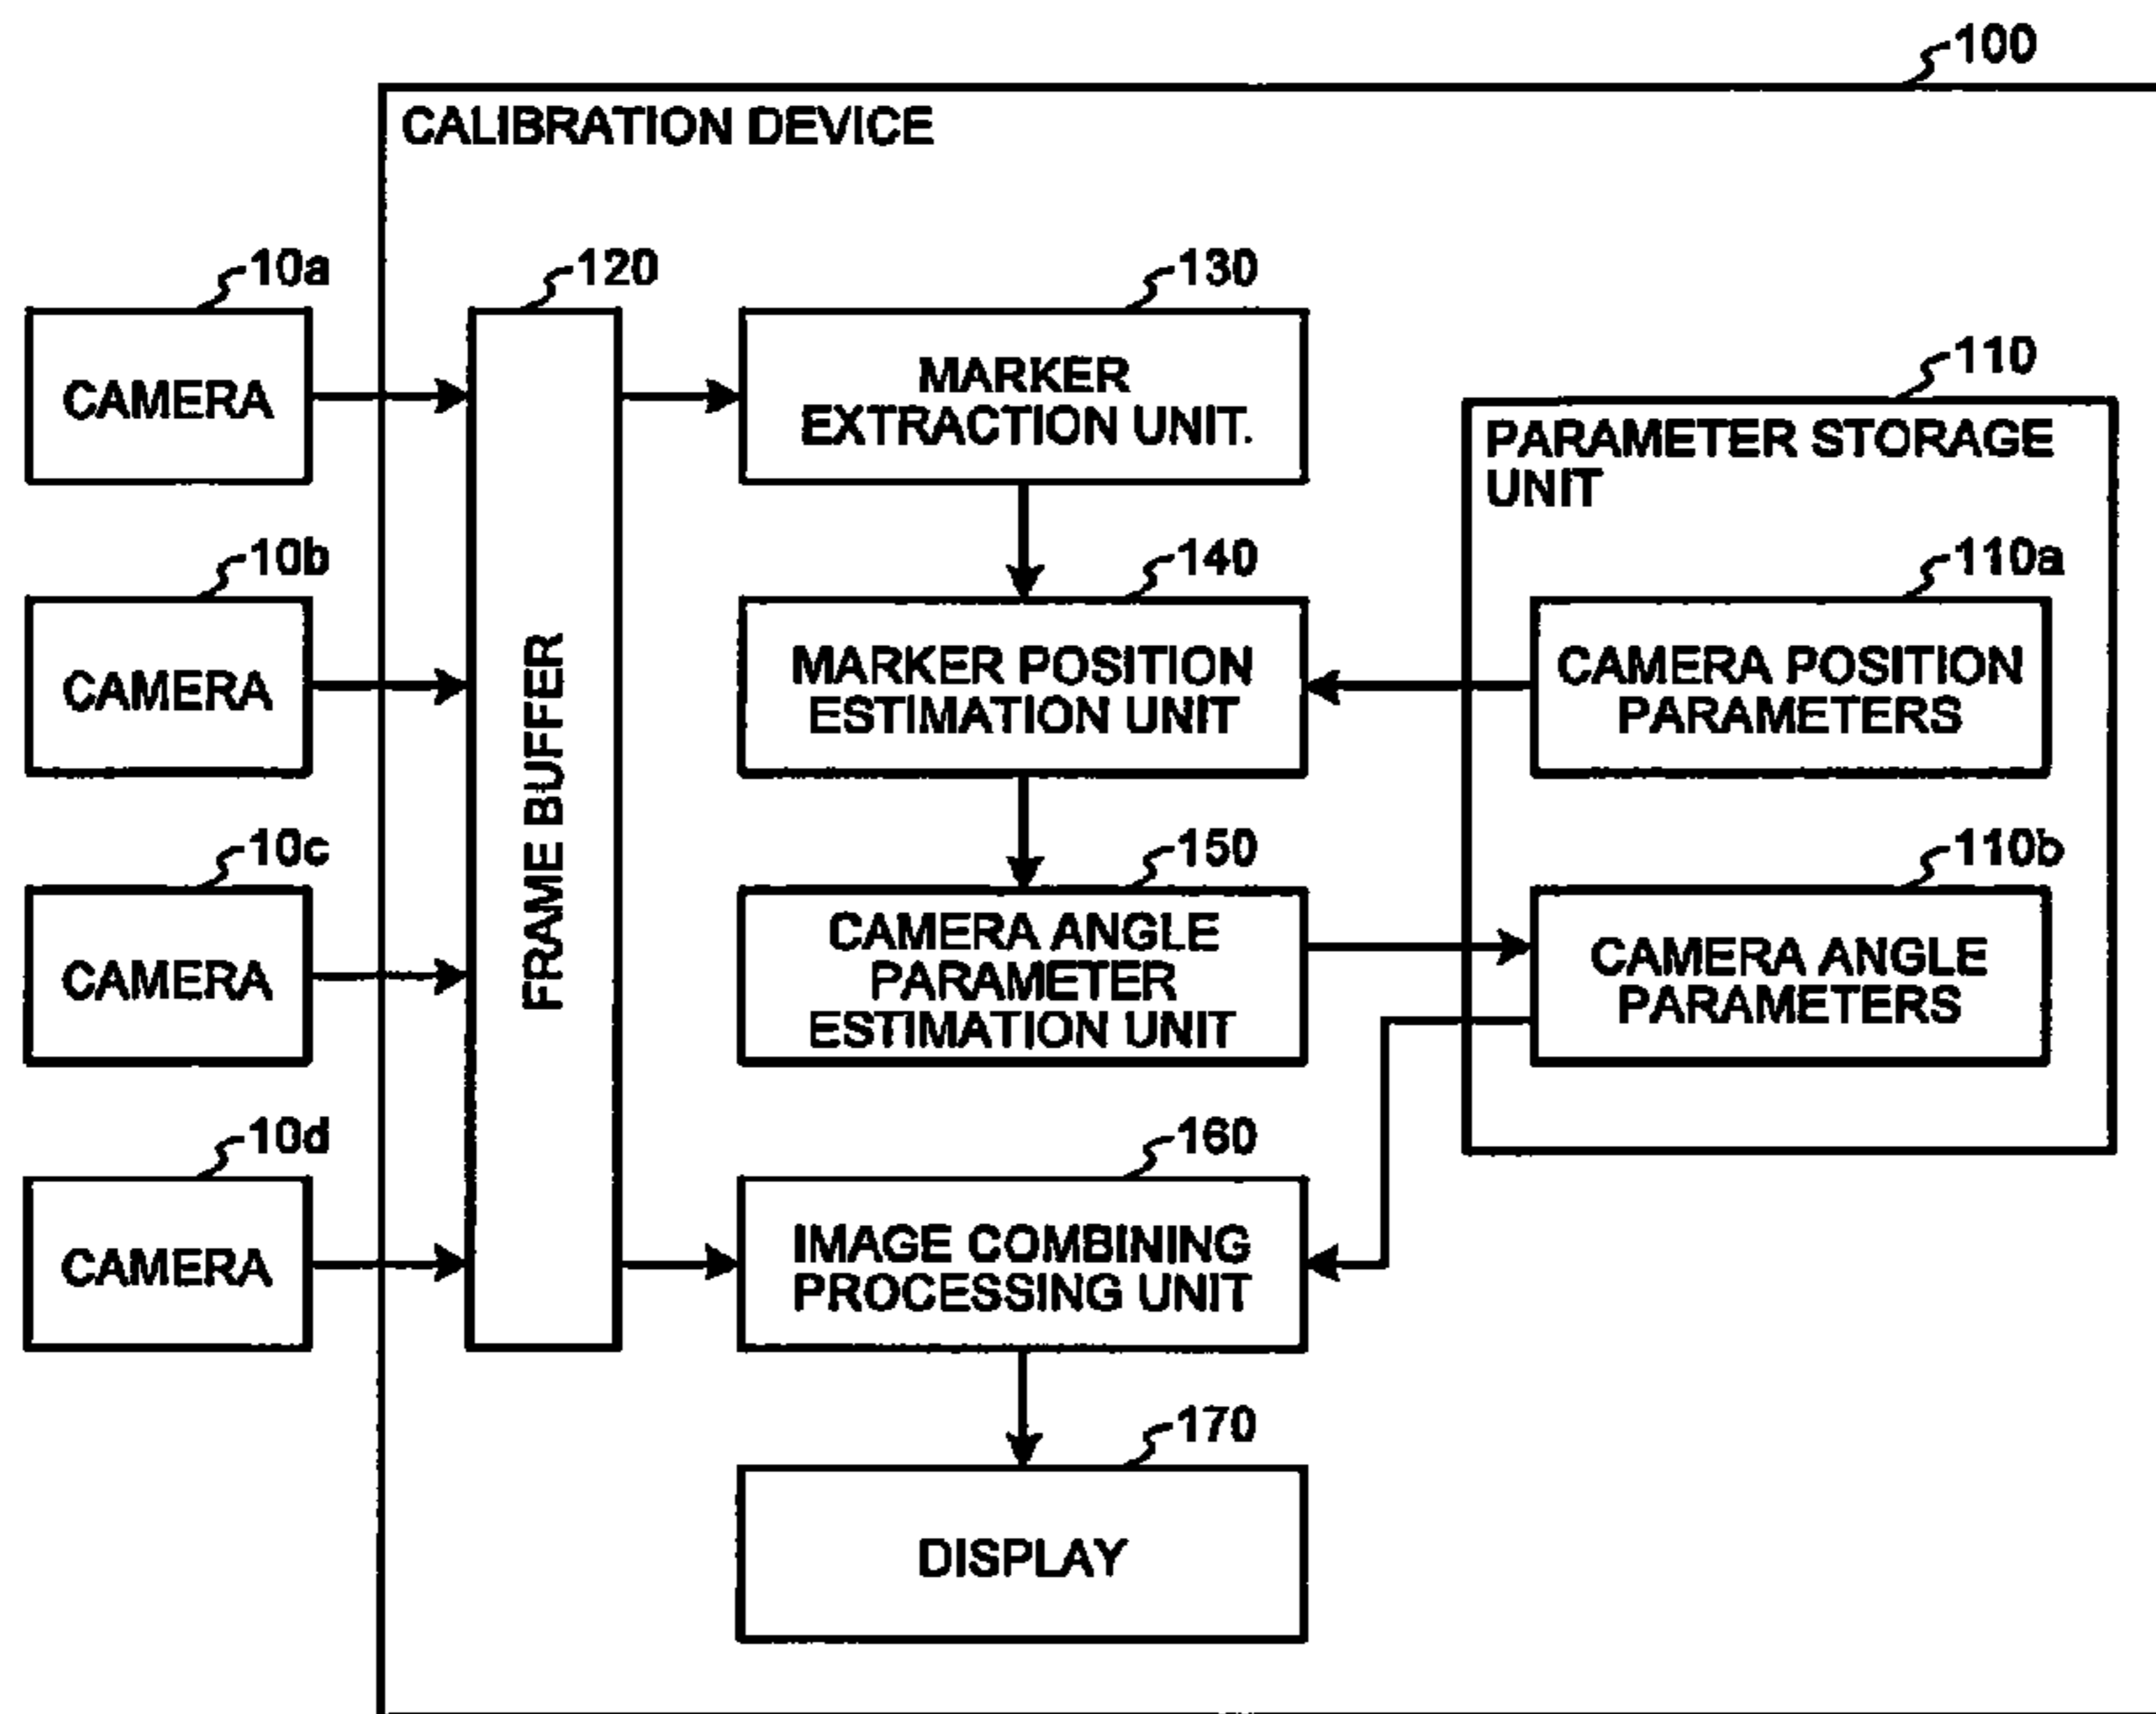 100
CALIBRATION DEVICE
10a
120
130
CAMERA
MARKER
EXTRACTION UNIT.
110
PARAMETER STORAGE
UNIT
10b
140
110a
CAMERA
FRAME BUFFER
MARKER POSITION
ESTIMATION UNIT
CAMERA POSITION
PARAMETERS
10c
150
110b
CAMERA
CAMERA ANGLE
PARAMETER
ESTIMATION UNIT
CAMERA ANGLE
PARAMETERS
10d
160
CAMERA
IMAGE COMBINING
PROCESSING UNIT
170
DISPLAY